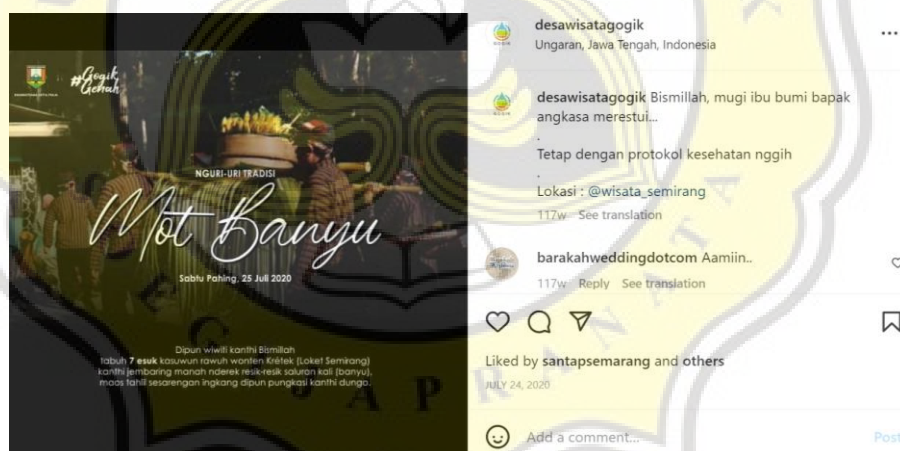 #Gogik
Genah
NGURI-URI TRADISI
Mot Banyu
Sabtu Pahing, 25 Juli 2020
Dipun wiwiti kanthi Bismillah
tabuh 7 esuk kasuwun rawuh wonten Krétek (Loket Semirang)
kanthi jembaring manah nderek resik-resik saluran kali (banyu),
maos tahlil sesarengan ingkang dipun pungkasi kanthi dunga.
desawisatagogik
Ungaran, Jawa Tengah, Indonesia
desawisatagogik Bismillah, mugi ibu bumi bapak
angkasa merestui...
.
Tetap dengan protokol kesehatan nggih
.
Lokasi : @wisata_semirang
117w See translation
barakahweddingdotcom Aamiin..
117w Reply See translation
Liked by santapsemarang and others
JULY 24, 2020
Add a comment...
Post